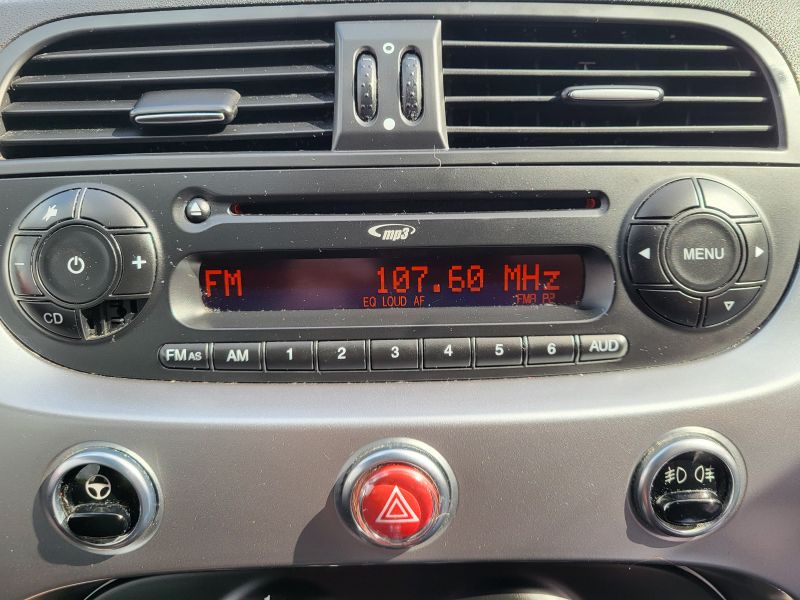 mp3
FM 107.60 MHz
EQ LOUD AF FMA P2
- +
CD
MENU
FM AS AM 1 2 3 4 5 6 AUD